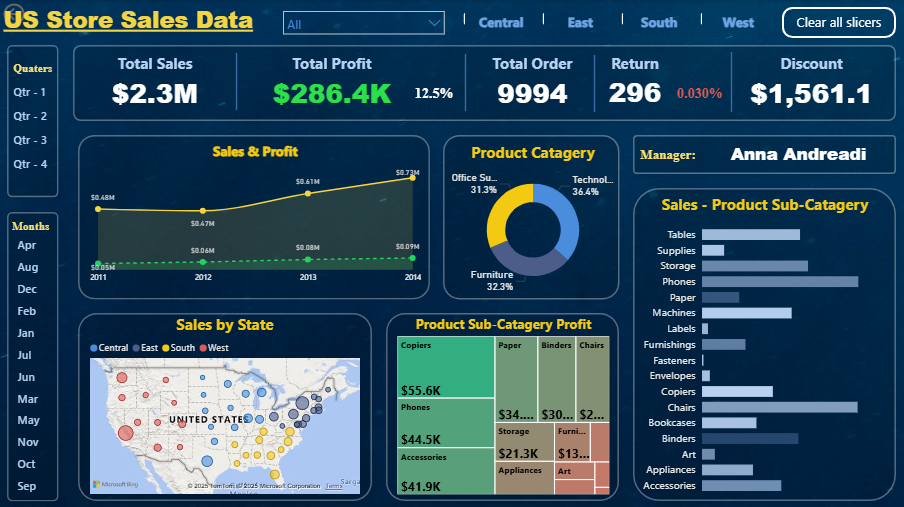 US Store Sales Data
All
Central
East
South
West
Clear all slicers
Quaters
Qtr - 1
Qtr - 2
Qtr - 3
Qtr - 4
Total Sales
$2.3M
Total Profit
$286.4K
12.5%
Total Order
9994
Return
296
0.030%
Discount
$1,561.1
Months
Apr
Aug
Dec
Feb
Jan
Jul
Jun
Mar
May
Nov
Oct
Sep
Sales & Profit
$0.48M
$0.47M
$0.61M
$0.73M
$0.05M
$0.06M
$0.08M
$0.09M
2011
2012
2013
2014
Product Catagery
Office Su...
31.3%
Technol...
36.4%
Furniture
32.3%
Manager:
Anna Andreadi
Sales - Product Sub-Catagery
Tables
Supplies
Storage
Phones
Paper
Machines
Labels
Furnishings
Fasteners
Envelopes
Copiers
Chairs
Bookcases
Binders
Art
Appliances
Accessories
Sales by State
Central
East
South
West
UNITED STATES
Microsoft Bing
© 2025 TomTom, © 2025 Microsoft Corporation
Terms
Product Sub-Catagery Profit
Copiers
$55.6K
Phones
$44.5K
Accessories
$41.9K
Paper
$34....
Binders
$30...
Chairs
$2...
Storage
$21.3K
Furni...
$13...
Appliances
Art